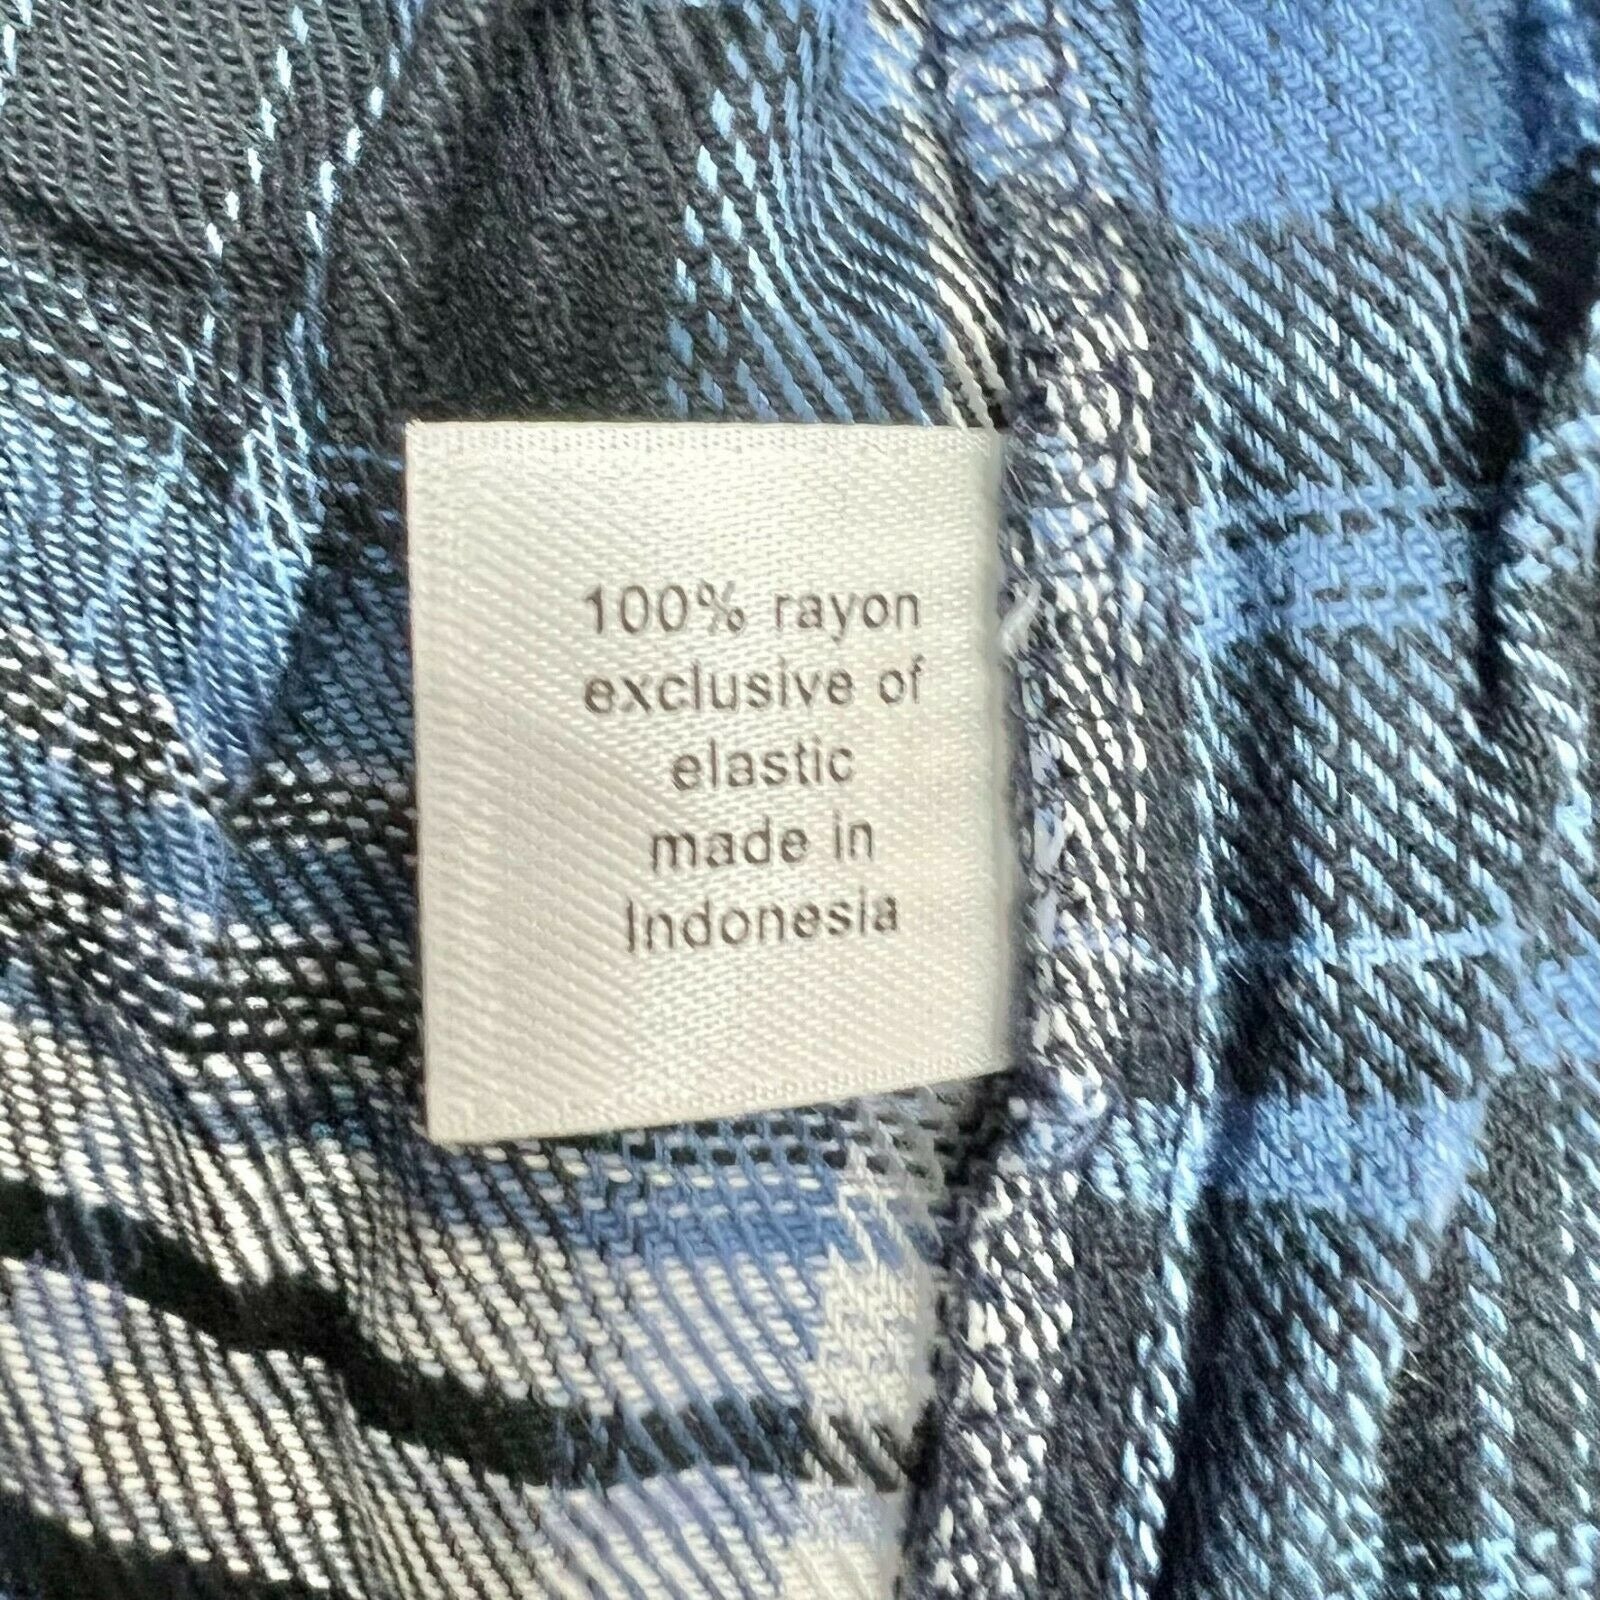 100% rayon
exclusive of
elastic
made in
Indonesia